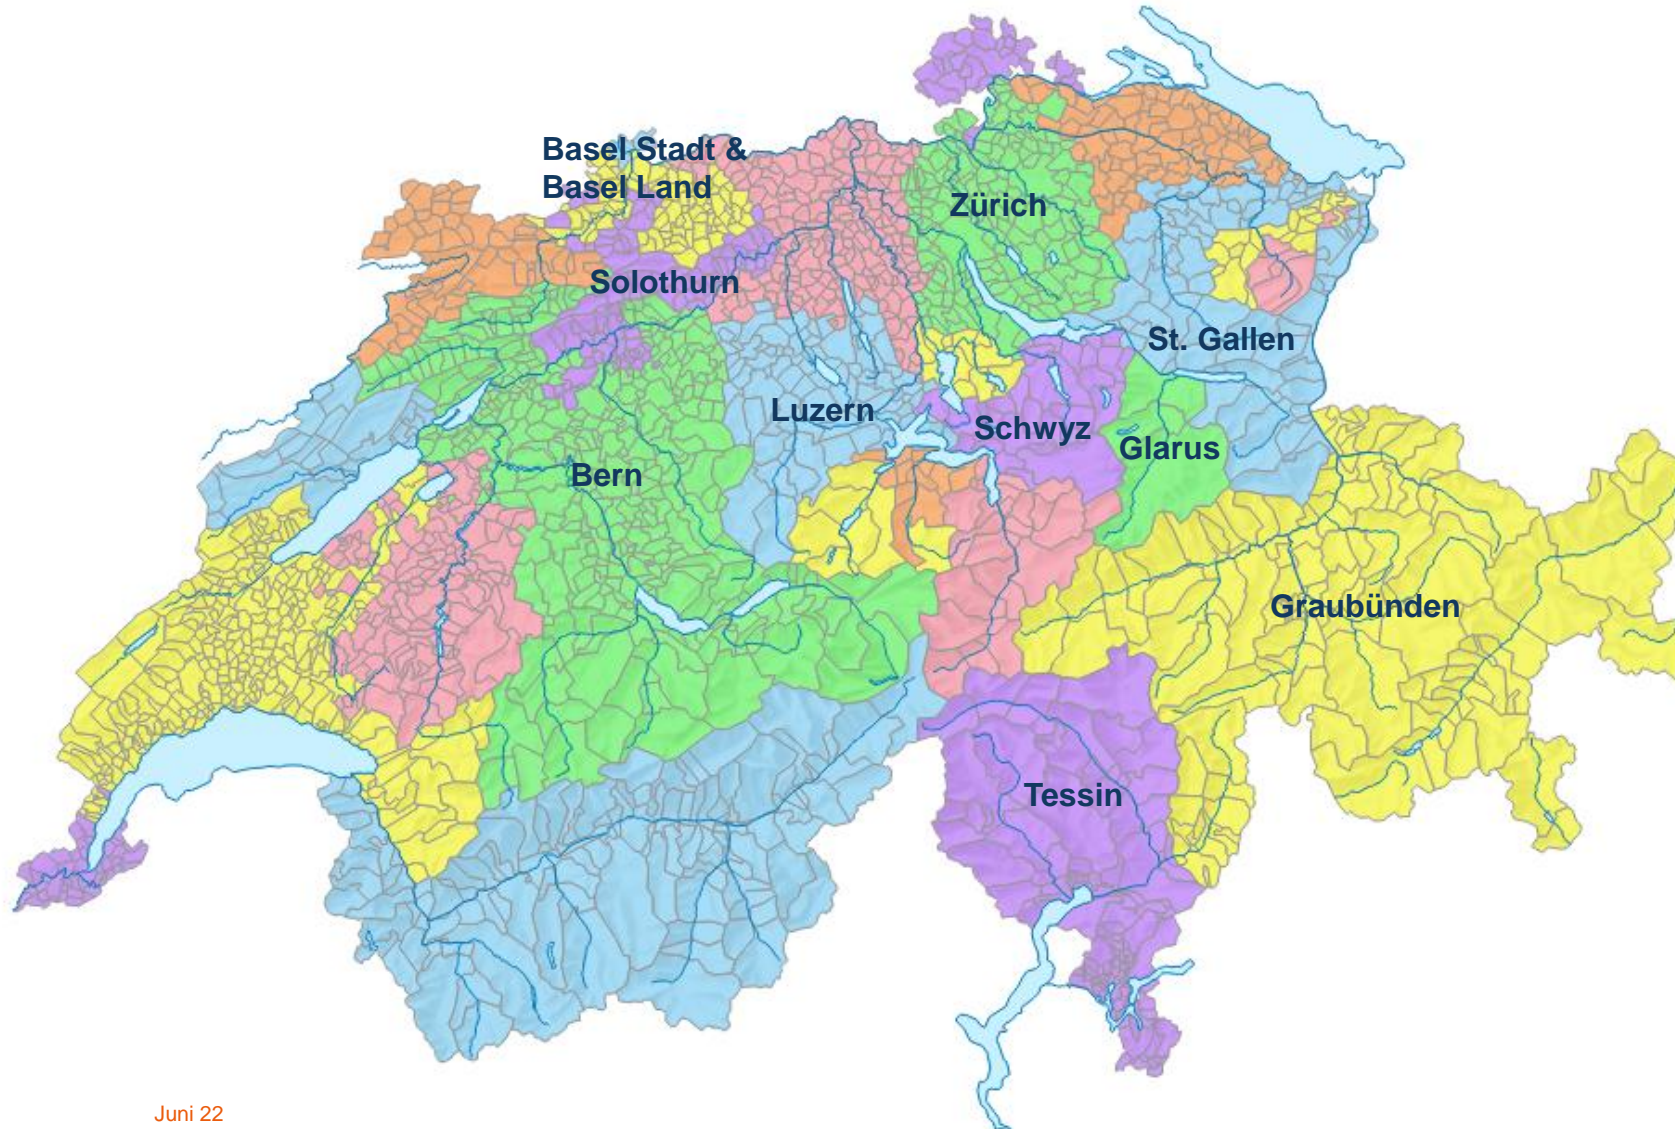 Basel Stadt &
Basel Land
Zürich
Solothurn
St. Gallen
Luzern
Schwyz
Glarus
Bern
Graubünden
Tessin
Juni 22